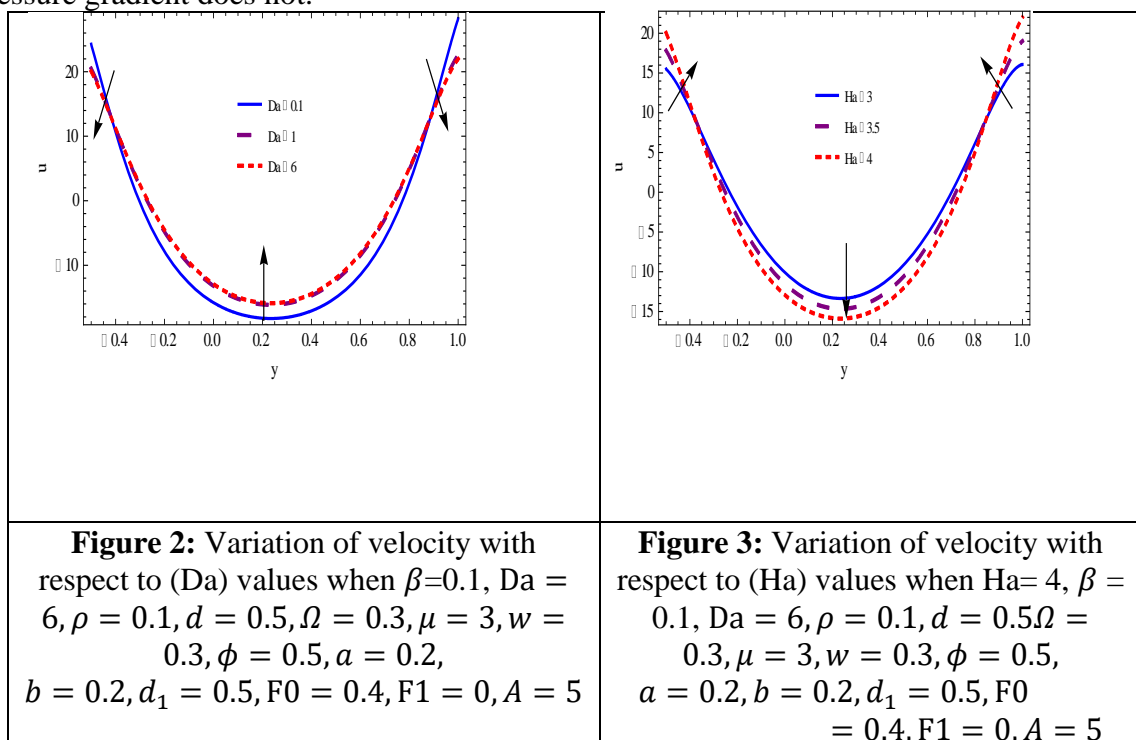 essure gradient does not.
20
10
0
▯ 10
u
Da ▯ 0.1
Da ▯ 1
Da ▯ 6
▯ 0.4 ▯ 0.2 0.0 0.2 0.4 0.6 0.8 1.0
y
20
15
10
5
0
▯ 5
▯ 10
▯ 15
u
Ha ▯ 3
Ha ▯ 3.5
Ha ▯ 4
▯ 0.4 ▯ 0.2 0.0 0.2 0.4 0.6 0.8 1.0
y
Figure 2: Variation of velocity with
respect to (Da) values when 𝛽=0.1, Da =
6, 𝜌 = 0.1, 𝑑 = 0.5, 𝛺 = 0.3, 𝜇 = 3, 𝑤 =
0.3, 𝜙 = 0.5, 𝑎 = 0.2,
𝑏 = 0.2, 𝑑₁ = 0.5, F0 = 0.4, F1 = 0, 𝐴 = 5
Figure 3: Variation of velocity with
respect to (Ha) values when Ha= 4, 𝛽 =
0.1, Da = 6, 𝜌 = 0.1, 𝑑 = 0.5𝛺 =
0.3, 𝜇 = 3, 𝑤 = 0.3, 𝜙 = 0.5,
𝑎 = 0.2, 𝑏 = 0.2, 𝑑₁ = 0.5, F0
= 0.4, F1 = 0, 𝐴 = 5